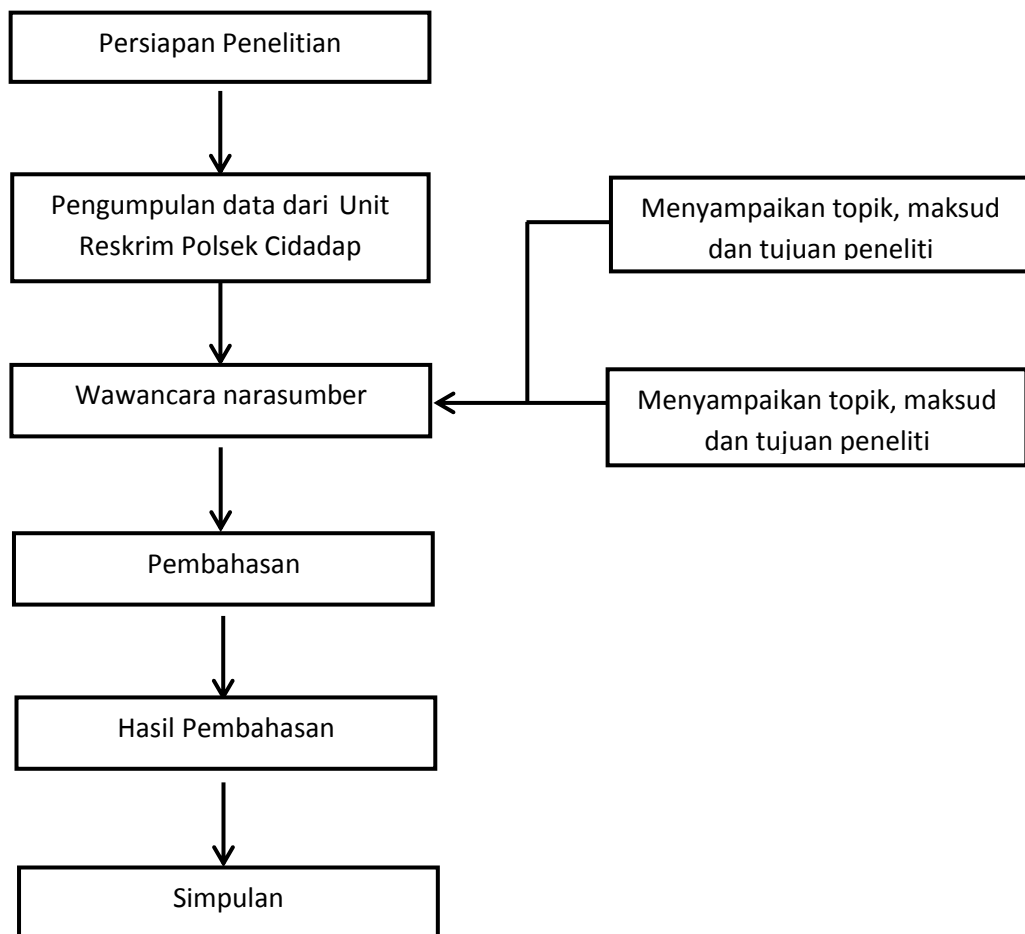 Persiapan Penelitian
Pengumpulan data dari Unit
Reskrim Polsek Cidadap
Menyampaikan topik, maksud
dan tujuan peneliti
Wawancara narasumber
Menyampaikan topik, maksud
dan tujuan peneliti
Pembahasan
Hasil Pembahasan
Simpulan